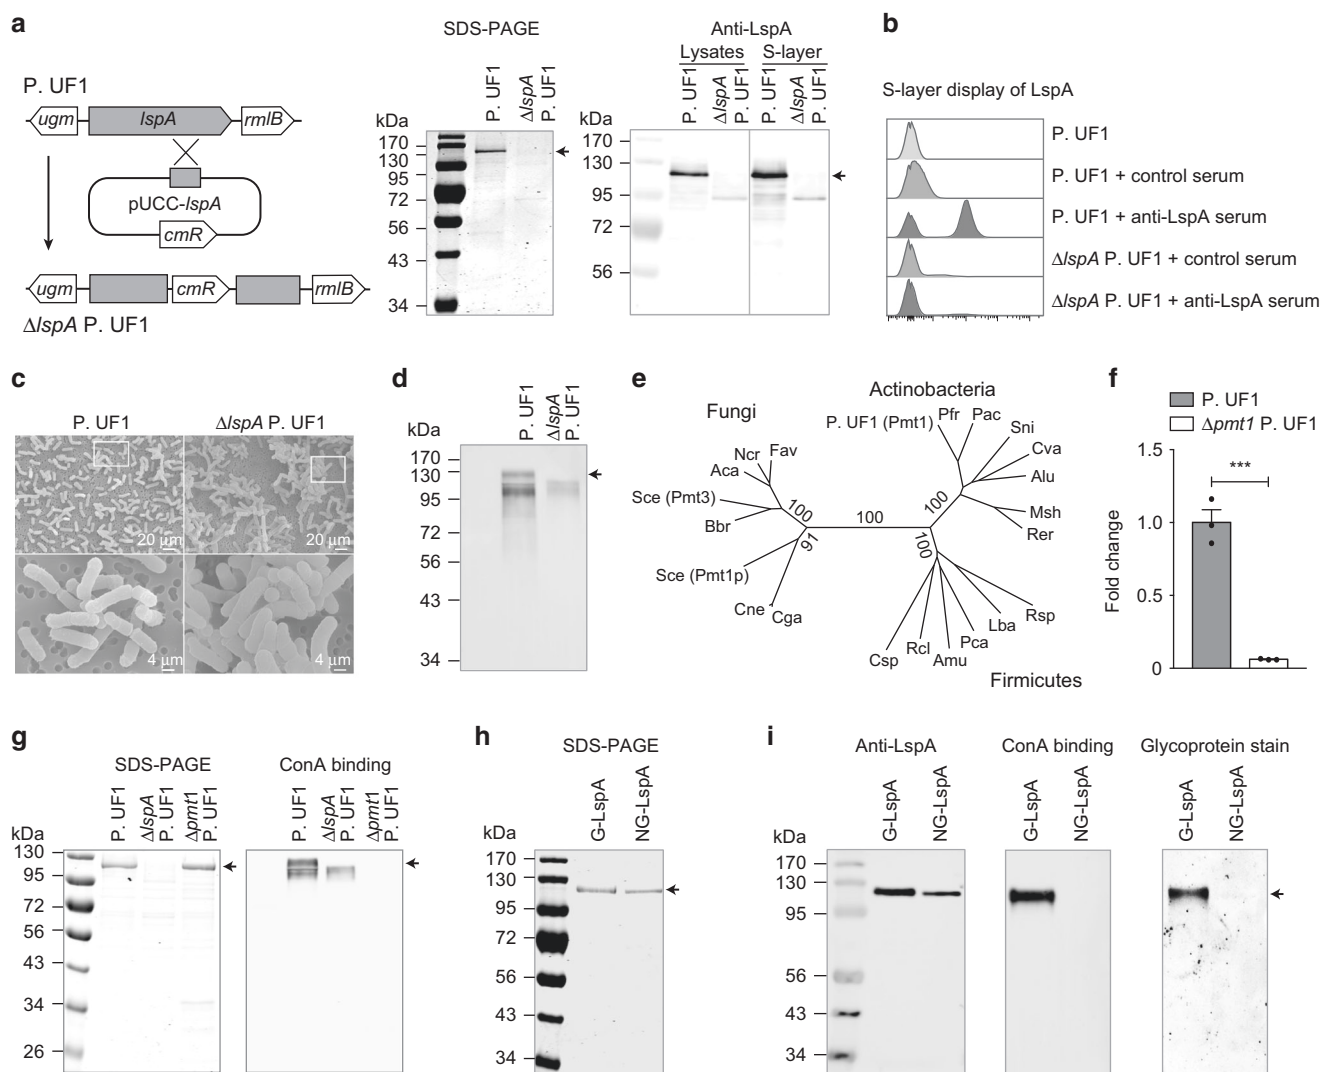 a
P. UF1
ugm
lspA
rmlB
pUCC-lspA
cmR
ugm
cmR
rmlB
ΔlspA P. UF1
SDS-PAGE
P. UF1
ΔlspA
P. UF1
kDa
170
130
95
72
56
43
34
Anti-LspA
Lysates
S-layer
P. UF1
ΔlspA
P. UF1
P. UF1
ΔlspA
P. UF1
kDa
170
130
95
72
56
b
S-layer display of LspA
P. UF1
P. UF1 + control serum
P. UF1 + anti-LspA serum
ΔlspA P. UF1 + control serum
ΔlspA P. UF1 + anti-LspA serum
c
P. UF1
ΔlspA P. UF1
20 μm
20 μm
4 μm
4 μm
d
P. UF1
ΔlspA
P. UF1
kDa
170
130
95
72
56
43
34
e
Fungi
Actinobacteria
Firmicutes
Ncr
Fav
Aca
Sce (Pmt3)
Bbr
Sce (Pmt1p)
Cne
Cga
P. UF1 (Pmt1)
Pfr
Pac
Sni
Cva
Alu
Msh
Rer
Rsp
Lba
Pca
Amu
Rcl
Csp
100
91
100
100
100
f
P. UF1
Δpmt1 P. UF1
Fold change
1.5
1.0
0.5
0
***
g
SDS-PAGE
P. UF1
ΔlspA
P. UF1
Δpmt1
P. UF1
kDa
130
95
72
56
43
34
26
ConA binding
P. UF1
ΔlspA
P. UF1
Δpmt1
P. UF1
h
SDS-PAGE
G-LspA
NG-LspA
kDa
170
130
95
72
56
43
34
i
Anti-LspA
G-LspA
NG-LspA
kDa
170
130
95
56
43
34
ConA binding
G-LspA
NG-LspA
Glycoprotein stain
G-LspA
NG-LspA